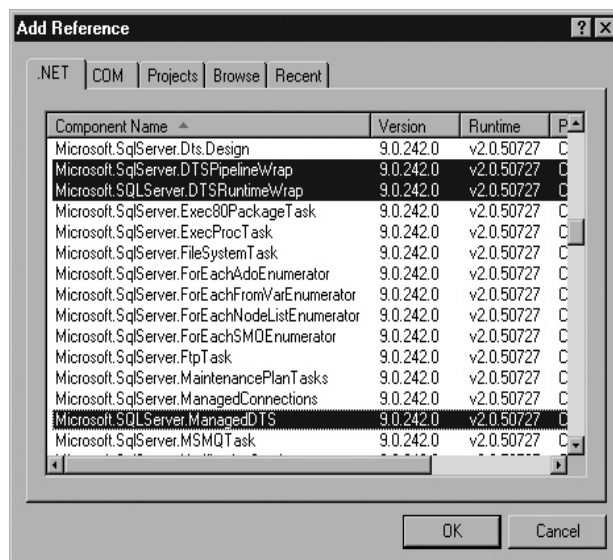 Add Reference
.NET COM Projects Browse Recent
Component Name Version Runtime
Microsoft.SqlServer.Dts.Design 9.0.242.0 v2.0.50727 C
Microsoft.SqlServer.DTSPipelineWrap 9.0.242.0 v2.0.50727 C
Microsoft.SQLServer.DTSRuntimeWrap 9.0.242.0 v2.0.50727 C
Microsoft.SqlServer.Exec80PackageTask 9.0.242.0 v2.0.50727 C
Microsoft.SqlServer.ExecProcTask 9.0.242.0 v2.0.50727 C
Microsoft.SqlServer.FileSystemTask 9.0.242.0 v2.0.50727 C
Microsoft.SqlServer.ForEachAdoEnumerator 9.0.242.0 v2.0.50727 C
Microsoft.SqlServer.ForEachFromVarEnumerator 9.0.242.0 v2.0.50727 C
Microsoft.SqlServer.ForEachNodeListEnumerator 9.0.242.0 v2.0.50727 C
Microsoft.SqlServer.ForEachSMOEnumerator 9.0.242.0 v2.0.50727 C
Microsoft.SqlServer.FtpTask 9.0.242.0 v2.0.50727 C
Microsoft.SqlServer.MaintenancePlanTasks 9.0.242.0 v2.0.50727 C
Microsoft.SqlServer.ManagedConnections 9.0.242.0 v2.0.50727 C
Microsoft.SQLServer.ManagedDTS 9.0.242.0 v2.0.50727 C
Microsoft.SqlServer.MSMQTask 9.0.242.0 v2.0.50727 C
OK Cancel